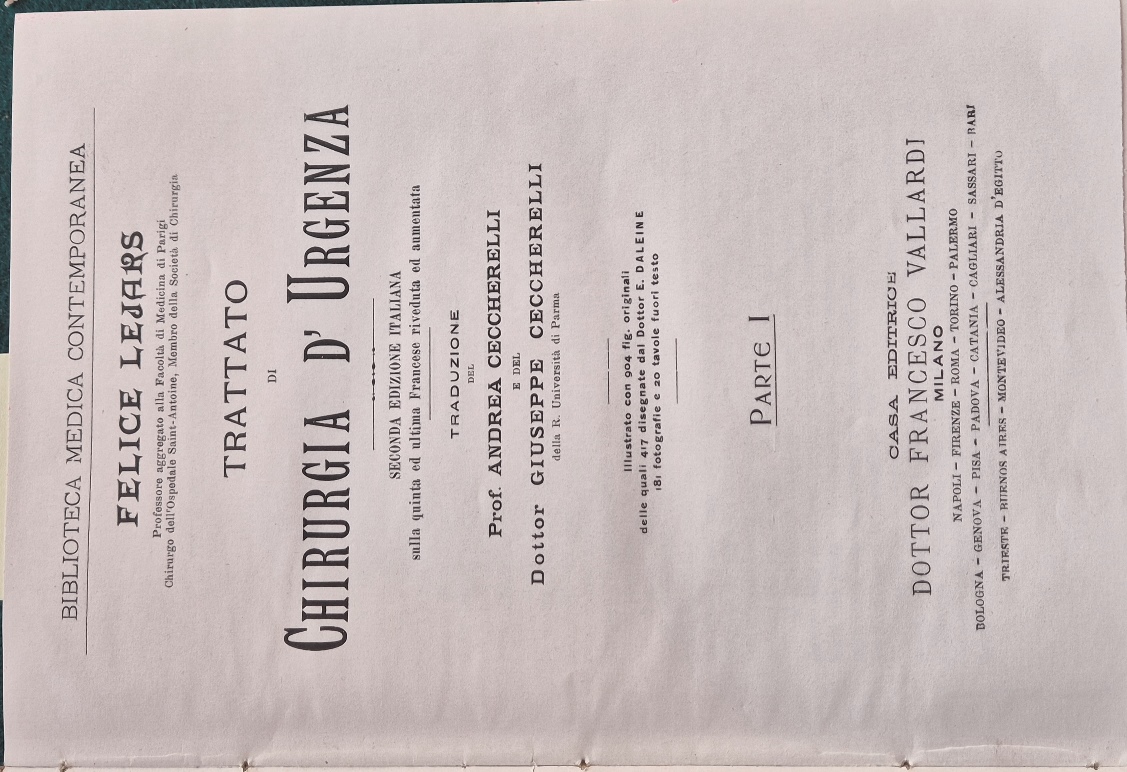 BIBLIOTECA MEDICA CONTEMPORANEA
FELICE LEJARS
Professore aggregato alla Facoltà di Medicina di Parigi
Chirurgo dell'Ospedale Saint-Antoine, Membro della Società di Chirurgia
TRATTATO
DI
CHIRURGIA D' URGENZA
SECONDA EDIZIONE ITALIANA
sulla quinta ed ultima Francese riveduta ed aumentata
TRADUZIONE
DEL
Prof. ANDREA CECCHERELLI
E DEL
Dottor GIUSEPPE CECCHERELLI
della R. Università di Parma
Illustrato con 904 fig. originali
delle quali 417 disegnate dal Dottor E. DALEINE
181 fotografie e 20 tavole fuori testo
PARTE I
CASA EDITRICE
DOTTOR FRANCESCO VALLARDI
MILANO
NAPOLI - FIRENZE - ROMA - TORINO - PALERMO
BOLOGNA - GENOVA - PISA - PADOVA - CATANIA - CAGLIARI - SASSARI - BARI
TRIESTE - BUENOS AIRES - MONTEVIDEO - ALESSANDRIA D'EGITTO